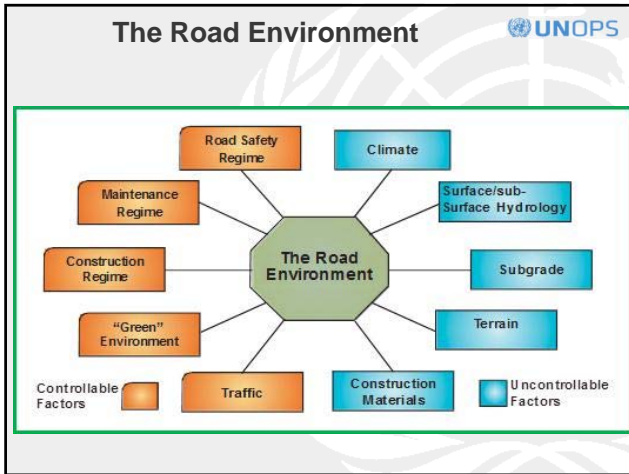 The Road Environment
UNOPS
Road Safety
Regime
Climate
Maintenance
Regime
Surface/sub-
Surface Hydrology
The Road
Environment
Construction
Regime
Subgrade
"Green"
Environment
Terrain
Controllable
Factors
Traffic
Construction
Materials
Uncontrollable
Factors